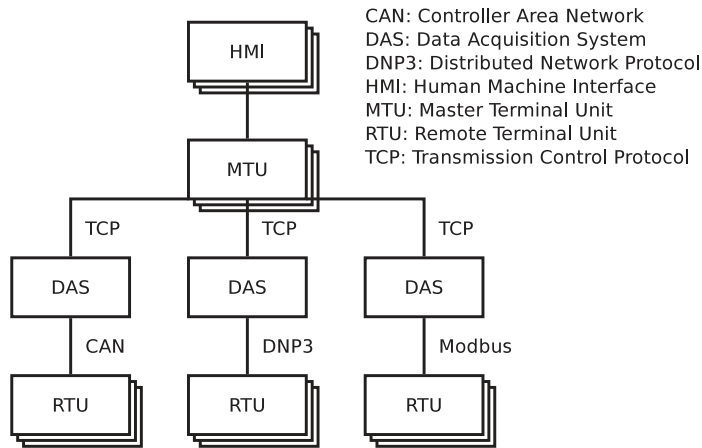 CAN: Controller Area Network
DAS: Data Acquisition System
DNP3: Distributed Network Protocol
HMI: Human Machine Interface
MTU: Master Terminal Unit
RTU: Remote Terminal Unit
TCP: Transmission Control Protocol
HMI
MTU
TCP TCP TCP
DAS DAS DAS
CAN DNP3 Modbus
RTU RTU RTU